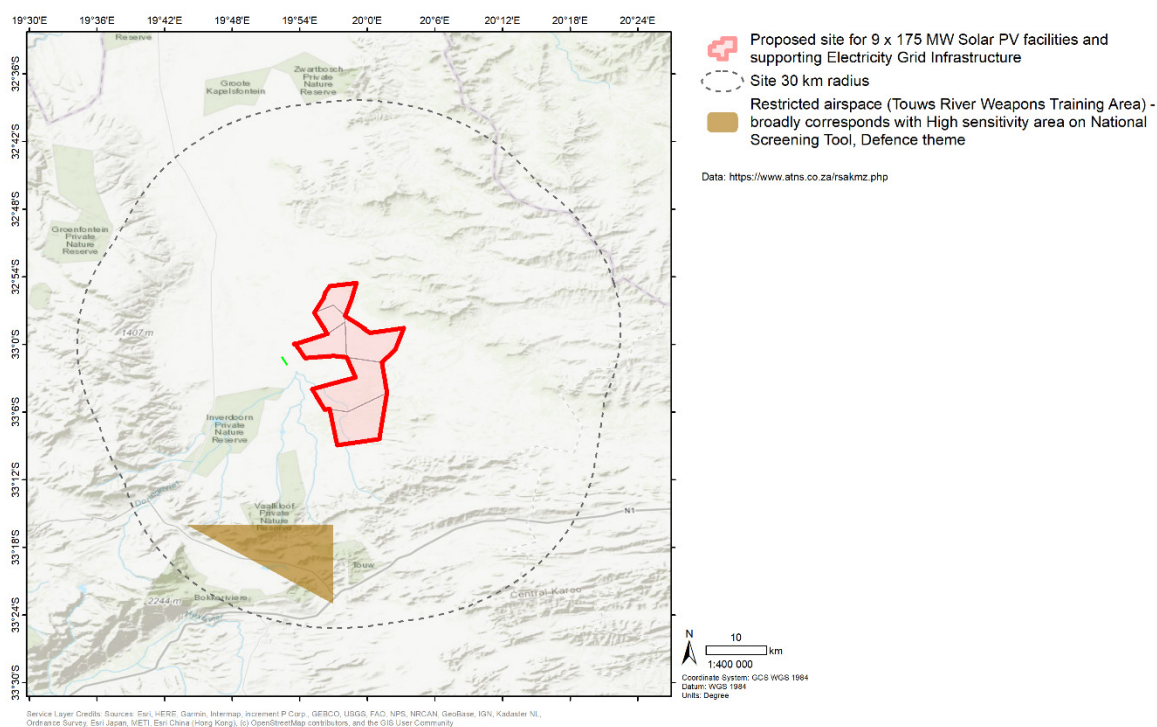 19°30'E 19°36'E 19°42'E 19°48'E 19°54'E 20°0'E 20°6'E 20°12'E 20°18'E 20°24'E
32°36'S
32°42'S
32°48'S
32°54'S
33°0'S
33°6'S
33°12'S
33°18'S
33°24'S
33°30'S
Reserve
Groote
Kapelsfontein
Zwartbosch
Private
Nature
Reserve
Groenfontein
Private
Nature
Reserve
1407 m
Inverdoorn
Private
Nature
Reserve
Vaalkloof
Private
Nature
Reserve
N1
Touw
Bokkeriviere
2244 m
Central Karoo
Proposed site for 9 x 175 MW Solar PV facilities and
supporting Electricity Grid Infrastructure
Site 30 km radius
Restricted airspace (Touws River Weapons Training Area) -
broadly corresponds with High sensitivity area on National
Screening Tool, Defence theme
Data: https://www.atns.co.za/rsakmz.php
N
10
km
1:400 000
Coordinate System: GCS WGS 1984
Datum: WGS 1984
Units: Degree
Service Layer Credits: Sources: Esri, HERE, Garmin, Intermap, increment P Corp., GEBCO, USGS, FAO, NPS, NRCAN, GeoBase, IGN, Kadaster NL,
Ordnance Survey, Esri Japan, METI, Esri China (Hong Kong), (c) OpenStreetMap contributors, and the GIS User Community